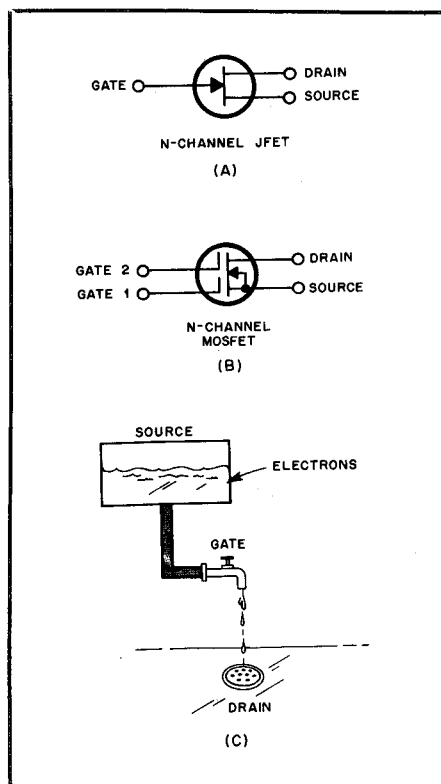 GATE
DRAIN
SOURCE
N-CHANNEL JFET
(A)
GATE 2
GATE 1
DRAIN
SOURCE
N-CHANNEL
MOSFET
(B)
SOURCE
ELECTRONS
GATE
DRAIN
(C)